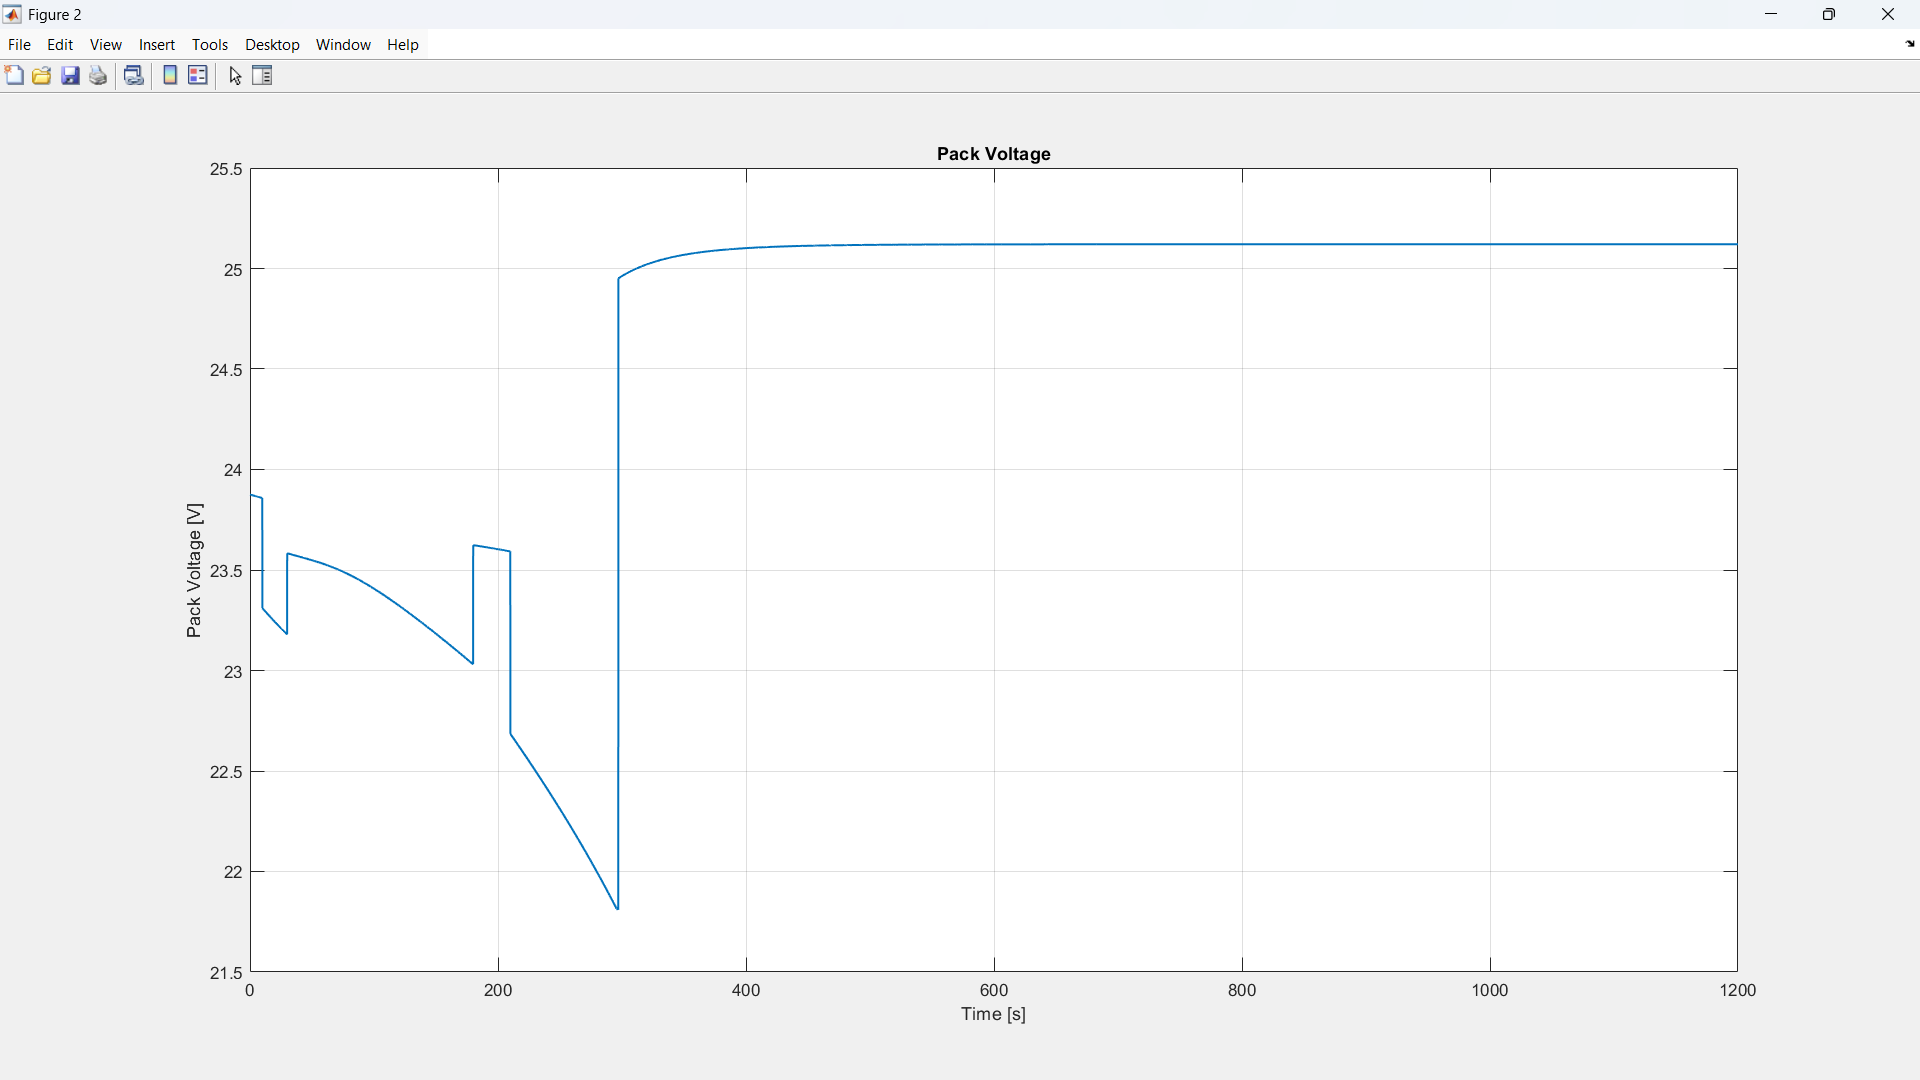 Figure 2
File Edit View Insert Tools Desktop Window Help
Pack Voltage
Pack Voltage [V]
25.5
25
24.5
24
23.5
23
22.5
22
21.5
0 200 400 600 800 1000 1200
Time [s]